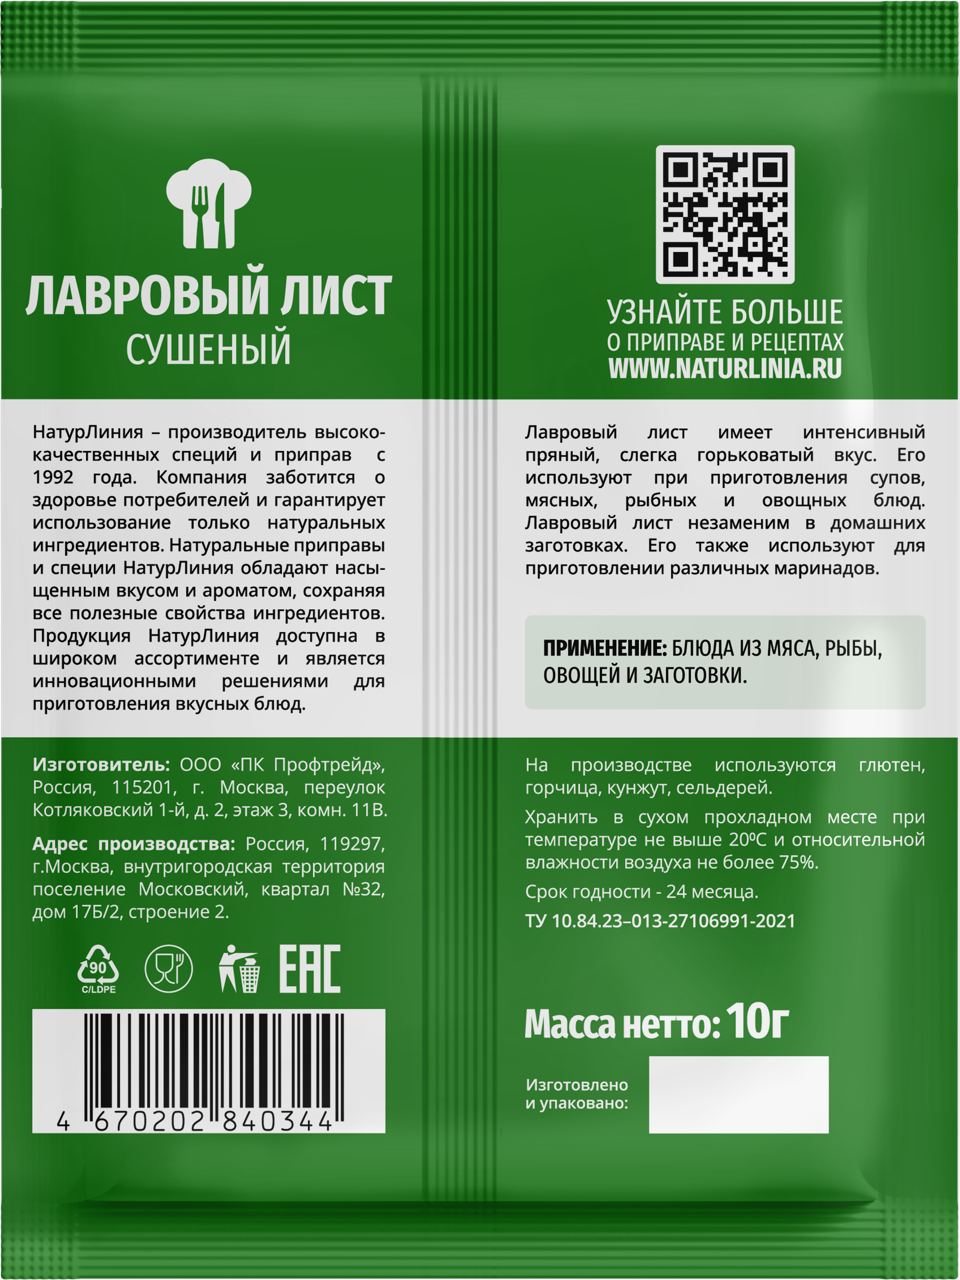 ЛАВРОВЫЙ ЛИСТ
СУШЕНЫЙ
НатурЛиния – производитель высоко-
качественных специй и приправ с
1992 года. Компания заботится о
здоровье потребителей и гарантирует
использование только натуральных
ингредиентов. Натуральные приправы
и специи НатурЛиния обладают насы-
щенным вкусом и ароматом, сохраняя
все полезные свойства ингредиентов.
Продукция НатурЛиния доступна в
широком ассортименте и является
инновационными решениями для
приготовления вкусных блюд.
Изготовитель: ООО «ПК Профтрейд»,
Россия, 115201, г. Москва, переулок
Котляковский 1-й, д. 2, этаж 3, комн. 11В.
Адрес производства: Россия, 119297,
г.Москва, внутригородская территория
поселение Московский, квартал №32,
дом 17Б/2, строение 2.
90
C/LDPE
EAC
4 670202 840344
УЗНАЙТЕ БОЛЬШЕ
О ПРИПРАВЕ И РЕЦЕПТАХ
WWW.NATURLINIA.RU
Лавровый лист имеет интенсивный
пряный, слегка горьковатый вкус. Его
используют при приготовления супов,
мясных, рыбных и овощных блюд.
Лавровый лист незаменим в домашних
заготовках. Его также используют для
приготовлении различных маринадов.
ПРИМЕНЕНИЕ: БЛЮДА ИЗ МЯСА, РЫБЫ,
ОВОЩЕЙ И ЗАГОТОВКИ.
На производстве используются глютен,
горчица, кунжут, сельдерей.
Хранить в сухом прохладном месте при
температуре не выше 20⁰С и относительной
влажности воздуха не более 75%.
Срок годности - 24 месяца.
ТУ 10.84.23–013-27106991-2021
Масса нетто: 10г
Изготовлено
и упаковано: